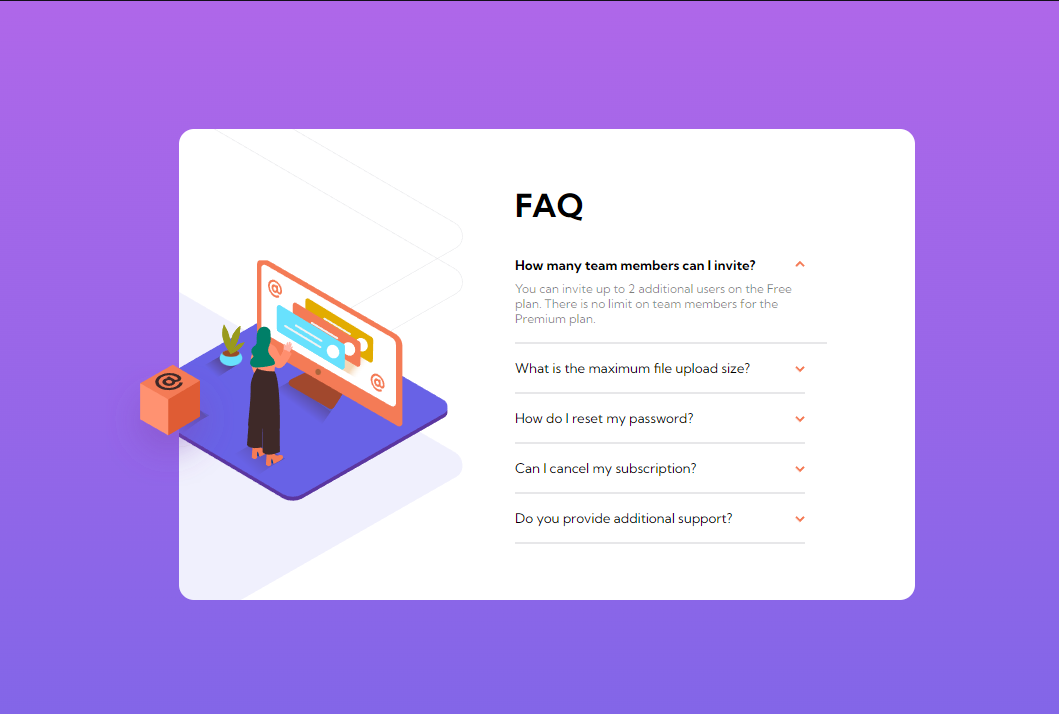 FAQ
How many team members can I invite?
You can invite up to 2 additional users on the Free
plan. There is no limit on team members for the
Premium plan.
What is the maximum file upload size?
How do I reset my password?
Can I cancel my subscription?
Do you provide additional support?
@
@
@